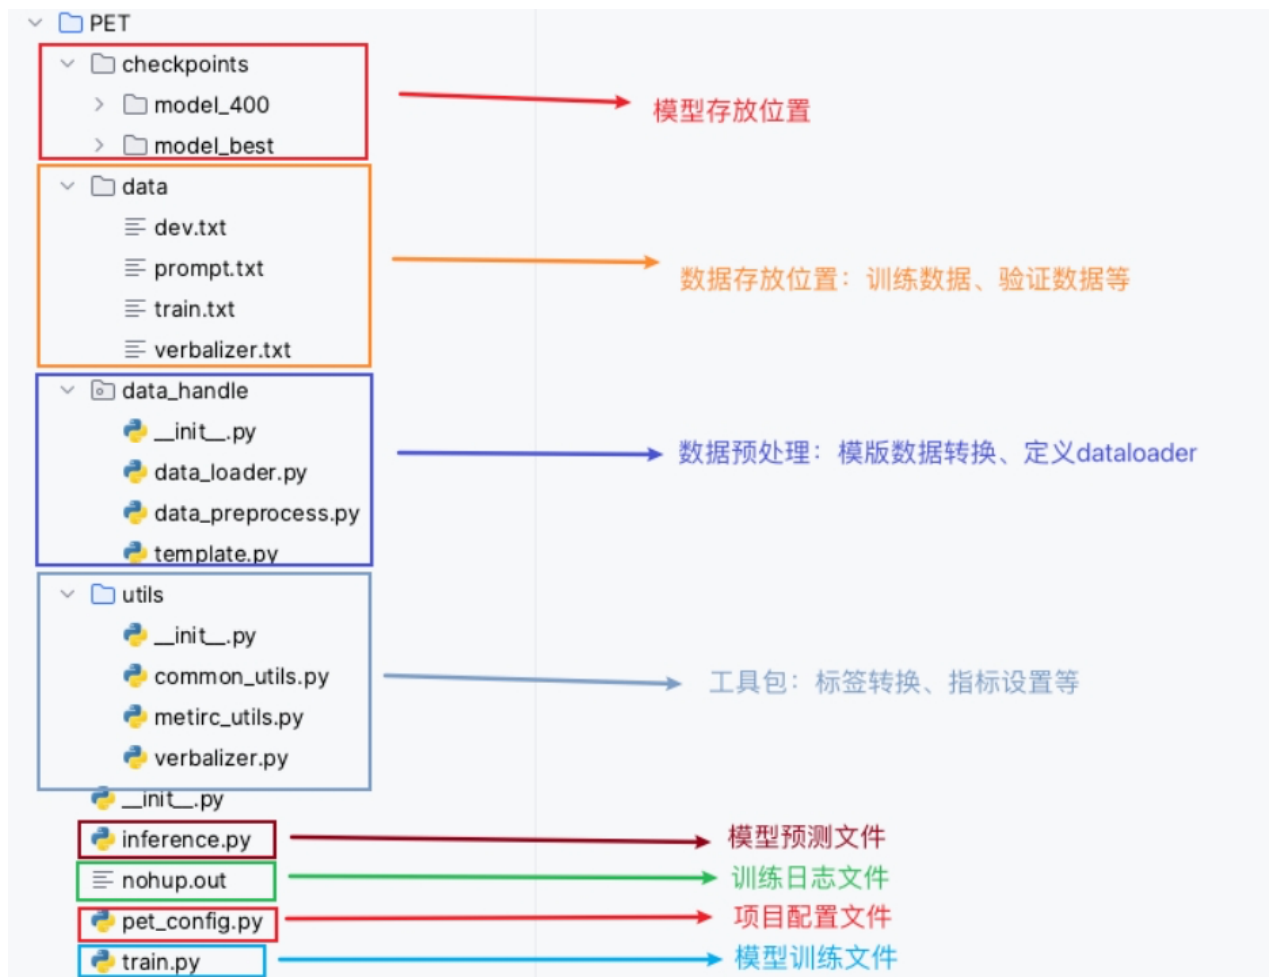 PET
checkpoints
model_400
模型存放位置
model_best
data
dev.txt
prompt.txt
数据存放位置：训练数据、验证数据等
train.txt
verbalizer.txt
data_handle
__init__.py
数据预处理：模版数据转换、定义dataloader
data_loader.py
data_preprocess.py
template.py
utils
__init__.py
common_utils.py
工具包：标签转换、指标设置等
metirc_utils.py
verbalizer.py
__init__.py
inference.py 模型预测文件
nohup.out 训练日志文件
pet_config.py 项目配置文件
train.py 模型训练文件